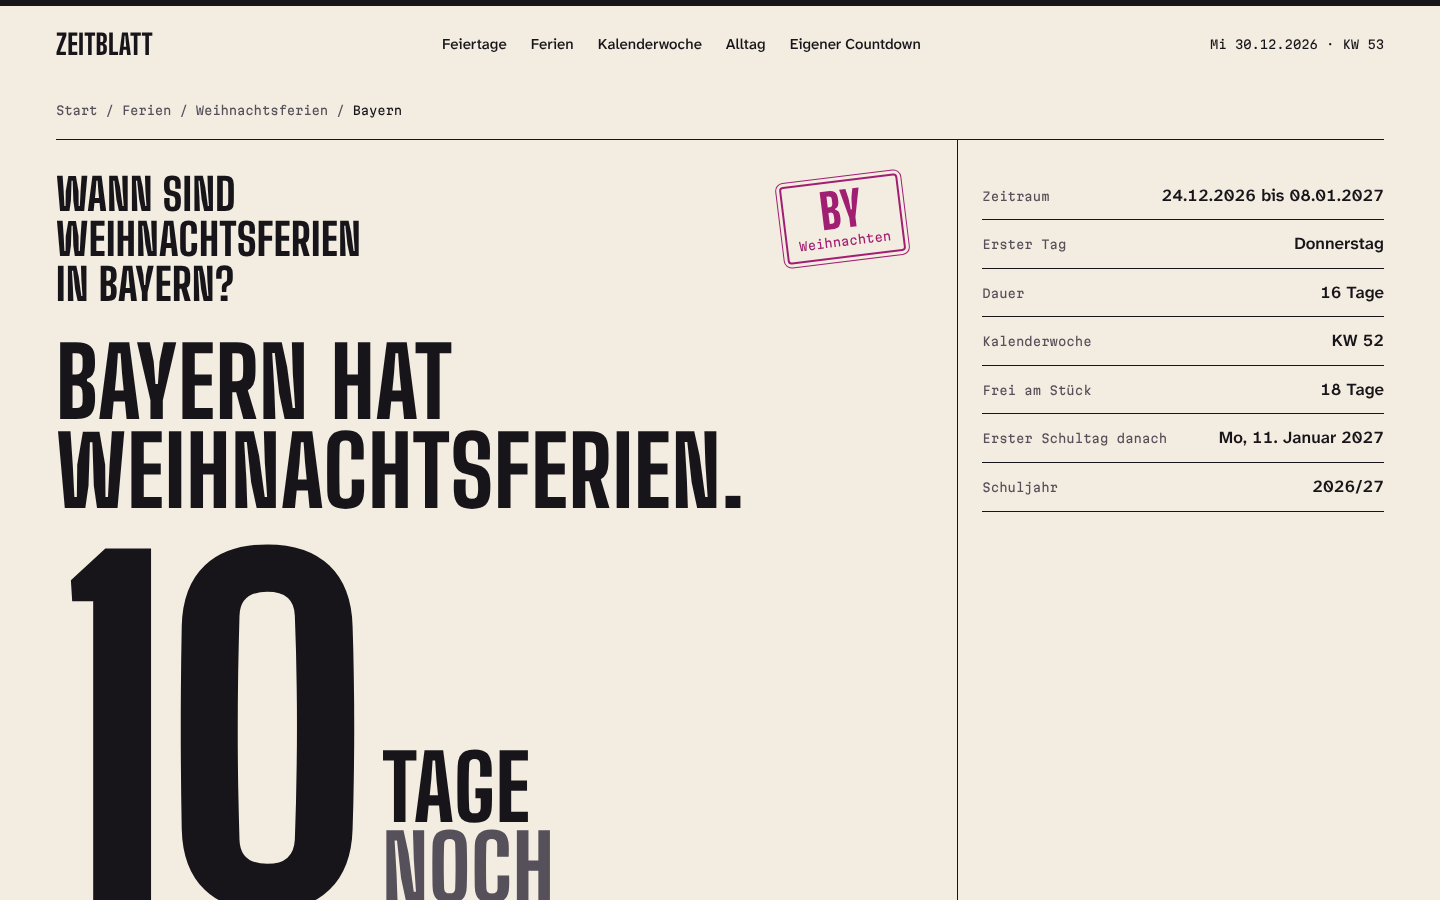 ZEITBLATT
Feiertage Ferien Kalenderwoche Alltag Eigener Countdown
Mi 30.12.2026 · KW 53
Start / Ferien / Weihnachtsferien / Bayern
WANN SIND
WEIHNACHTSFERIEN
IN BAYERN?
BY
Weihnachten
BAYERN HAT
WEIHNACHTSFERIEN.
10
TAGE
NOCH
Zeitraum 24.12.2026 bis 08.01.2027
Erster Tag Donnerstag
Dauer 16 Tage
Kalenderwoche KW 52
Frei am Stück 18 Tage
Erster Schultag danach Mo, 11. Januar 2027
Schuljahr 2026/27